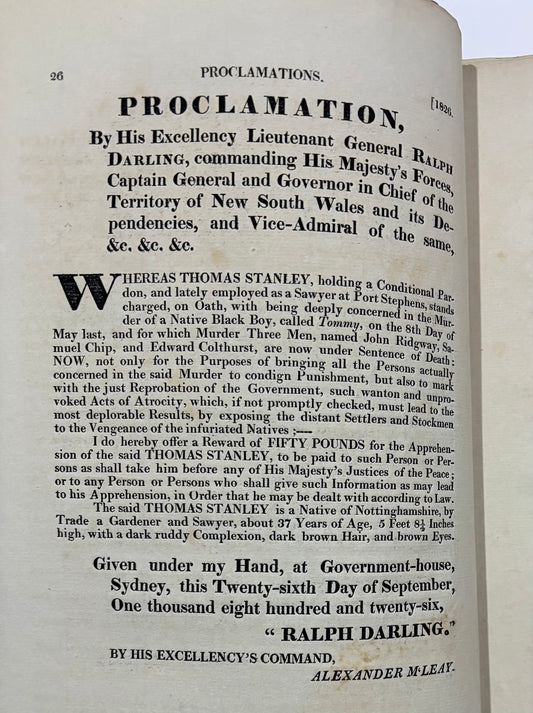 26
PROCLAMATIONS.
[1826.
PROCLAMATION,
By His Excellency Lieutenant General RALPH
DARLING, commanding His Majesty's Forces,
Captain General and Governor in Chief of the
Territory of New South Wales and its De-
pendencies, and Vice-Admiral of the same,
&c. &c. &c.
WHEREAS THOMAS STANLEY, holding a Conditional Par-
don, and lately employed as a Sawyer at Port Stephens, stands
charged, on Oath, with being deeply concerned in the Mur-
der of a Native Black Boy, called Tommy, on the 8th Day of
May last, and for which Murder Three Men, named John Ridgway, Sa-
muel Chip, and Edward Colthurst, are now under Sentence of Death:
NOW, not only for the Purposes of bringing all the Persons actually
concerned in the said Murder to condign Punishment, but also to mark
with the just Reprobation of the Government, such wanton and unpro-
voked Acts of Atrocity, which, if not promptly checked, must lead to the
most deplorable Results, by exposing the distant Settlers and Stockmen
to the Vengeance of the infuriated Natives :----
I do hereby offer a Reward of FIFTY POUNDS for the Apprehen-
sion of the said THOMAS STANLEY, to be paid to such Person or Per-
sons as shall take him before any of His Majesty's Justices of the Peace;
or to any Person or Persons who shall give such Information as may lead
to his Apprehension, in Order that he may be dealt with according to Law.
The said THOMAS STANLEY is a Native of Nottinghamshire, by
Trade a Gardener and Sawyer, about 37 Years of Age, 5 Feet 8¼ Inches
high, with a dark ruddy Complexion, dark brown Hair, and brown Eyes.
Given under my Hand, at Government-house,
Sydney, this Twenty-sixth Day of September,
One thousand eight hundred and twenty-six,
"RALPH DARLING."
BY HIS EXCELLENCY'S COMMAND,
ALEXANDER M'LEAY.